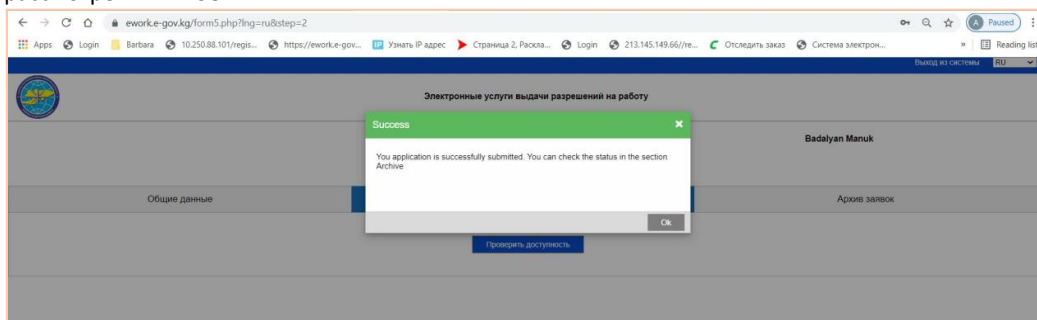 ework.e-gov.kg/form5.php?lng=ru&step=2
Paused
Apps Login Barbara 10.250.88.101/regis... https://ework.e-gov... IP Узнать IP адрес Страница 2, Раскла... Login 213.145.149.66//re... Отследить заказ Система электрон... » Reading list
Выход из системы RU
Электронные услуги выдачи разрешений на работу
Success
Badalyan Manuk
You application is successfully submitted. You can check the status in the section
Archive
Общие данные Архив заявок
Ok
Проверить доступность